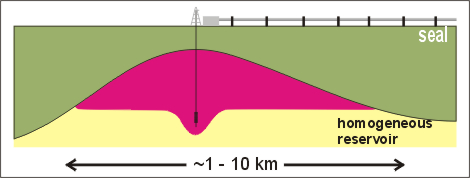 seal
homogeneous
reservoir
~1 - 10 km